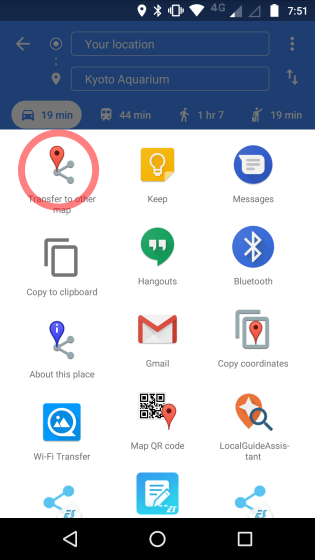 4G 7:51
Your location
Kyoto Aquarium
19 min 44 min 1 hr 7 19 min
Transfer to other
map
Keep
Messages
Copy to clipboard
Hangouts
Bluetooth
About this place
Gmail
Copy coordinates
Wi-Fi Transfer
Map QR code
LocalGuideAssis-
tant